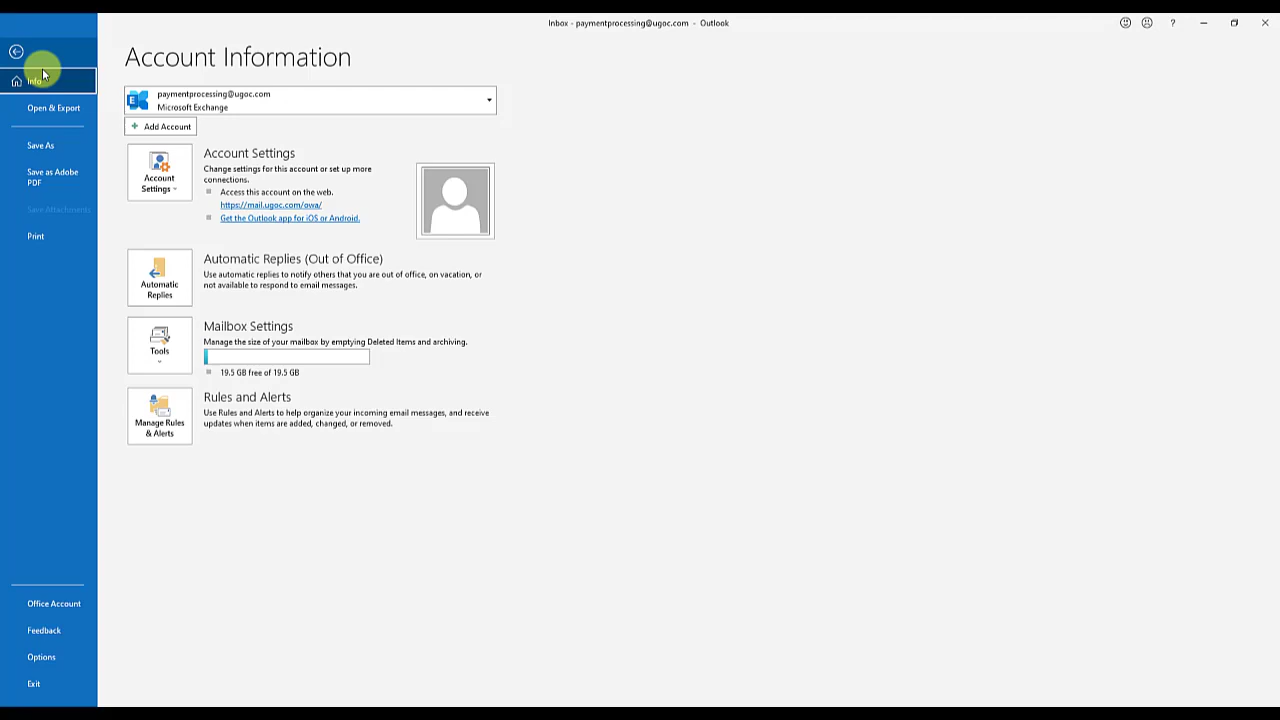 Inbox - paymentprocessing@ugoc.com - Outlook
?
Info
Open & Export
Save As
Save as Adobe
PDF
Save Attachments
Print
Office Account
Feedback
Options
Exit
Account Information
paymentprocessing@ugoc.com
Microsoft Exchange
+ Add Account
Account
Settings
Account Settings
Change settings for this account or set up more
connections.
Access this account on the web.
https://mail.ugoc.com/owa/
Get the Outlook app for iOS or Android.
Automatic
Replies
Automatic Replies (Out of Office)
Use automatic replies to notify others that you are out of office, on vacation, or
not available to respond to email messages.
Tools
Mailbox Settings
Manage the size of your mailbox by emptying Deleted Items and archiving.
19.5 GB free of 19.5 GB
Manage Rules
& Alerts
Rules and Alerts
Use Rules and Alerts to help organize your incoming email messages, and receive
updates when items are added, changed, or removed.